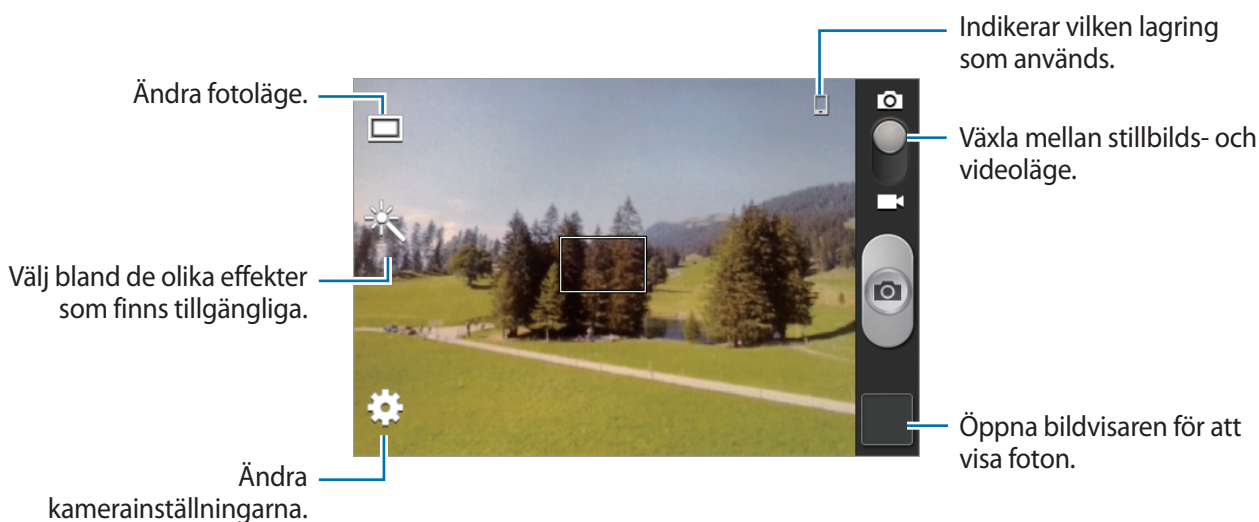 Indikerar vilken lagring
som används.
Ändra fotoläge.
Växla mellan stillbilds- och
videoläge.
Välj bland de olika effekter
som finns tillgängliga.
Öppna bildvisaren för att
visa foton.
Ändra
kamerainställningarna.